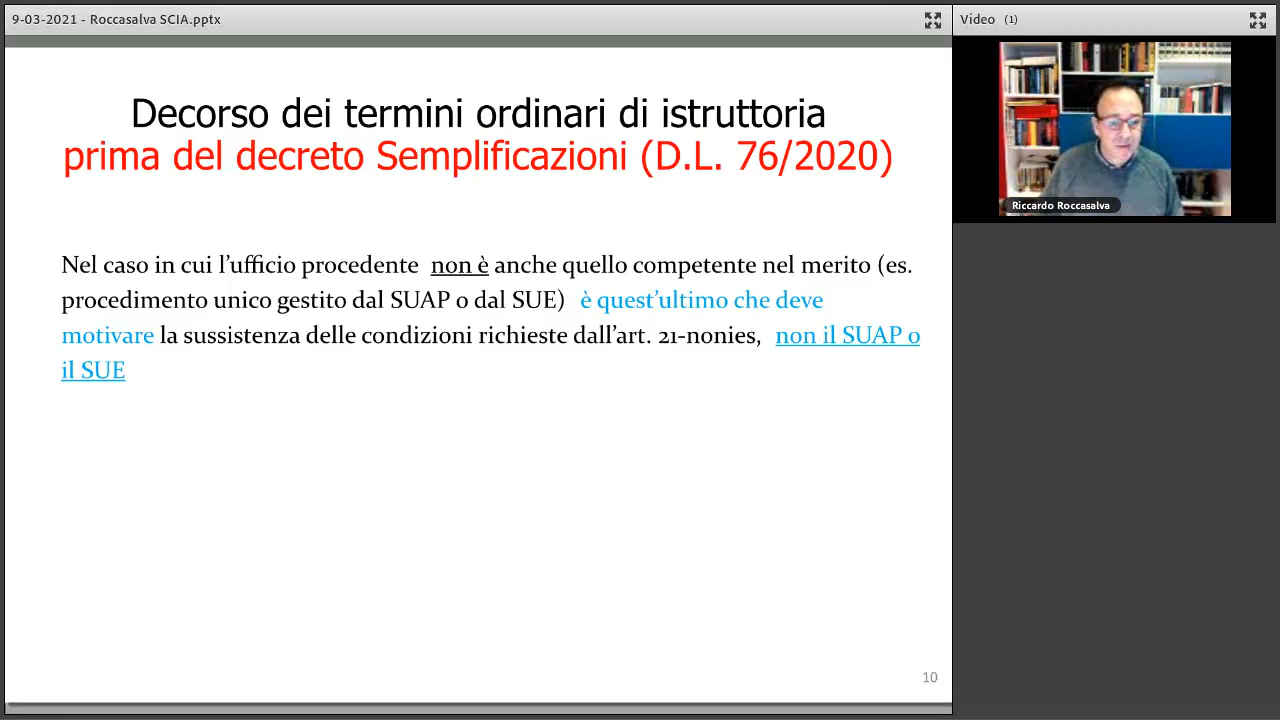 9-03-2021 - Roccasalva SCIA.pptx
Video (1)
Decorso dei termini ordinari di istruttoria
prima del decreto Semplificazioni (D.L. 76/2020)
Nel caso in cui l’ufficio procedente non è anche quello competente nel merito (es.
procedimento unico gestito dal SUAP o dal SUE) è quest’ultimo che deve
motivare la sussistenza delle condizioni richieste dall’art. 21-nonies, non il SUAP o
il SUE
Riccardo Roccasalva
10